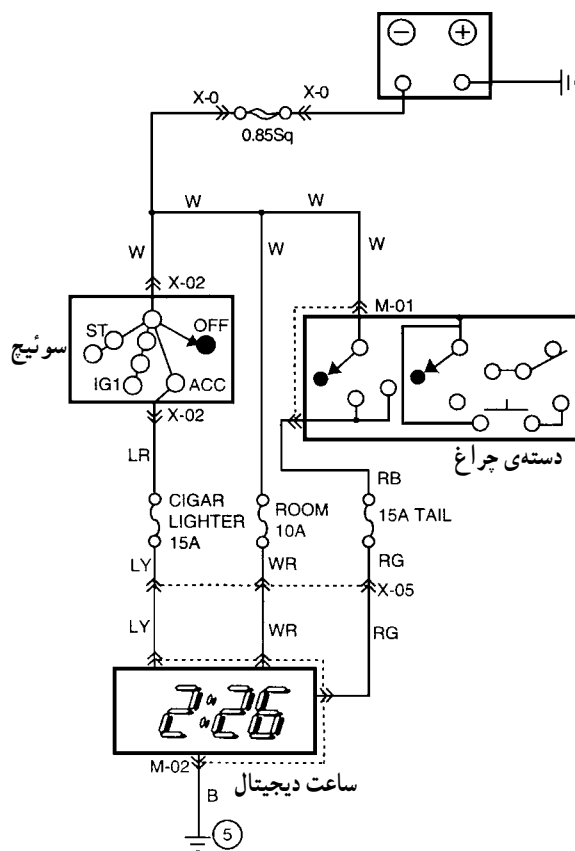 − +
X-0 X-0
0.85Sq
W W
W W W
X-02
M-01
ST OFF
سوئیچ
IG1 ACC
X-02
دسته‌ی چراغ
LR RB
CIGAR LIGHTER 15A
ROOM 10A
15A TAIL
LY WR RG
X-05
LY WR RG
2:26
M-02
ساعت دیجیتال
B
5